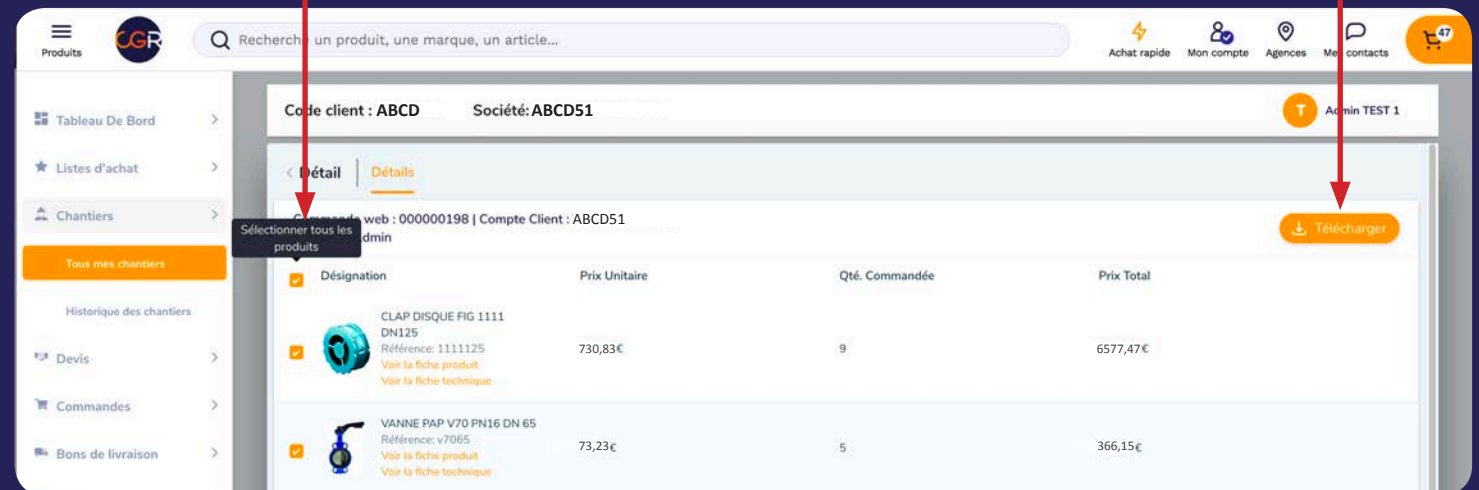 Produits
CGR
Recherche un produit, une marque, un article...
Achat rapide
Mon compte
Agences
Mes contacts
47
Tableau De Bord
Listes d'achat
Chantiers
Tous mes chantiers
Historique des chantiers
Devis
Commandes
Bons de livraison
Code client : ABCD Société: ABCD51
T Admin TEST 1
< Détail | Détails
Commande web : 000000198 | Compte Client : ABCD51
dmin
Télécharger
Sélectionner tous les
produits
Désignation Prix Unitaire Qté. Commandée Prix Total
CLAP DISQUE FIG 1111
DN125
Référence: 1111125
Voir la fiche produit
Voir la fiche technique
730,83€ 9 6577,47€
VANNE PAP V70 PN16 DN 65
Référence: v7065
Voir la fiche produit
Voir la fiche technique
73,23€ 5 366,15€